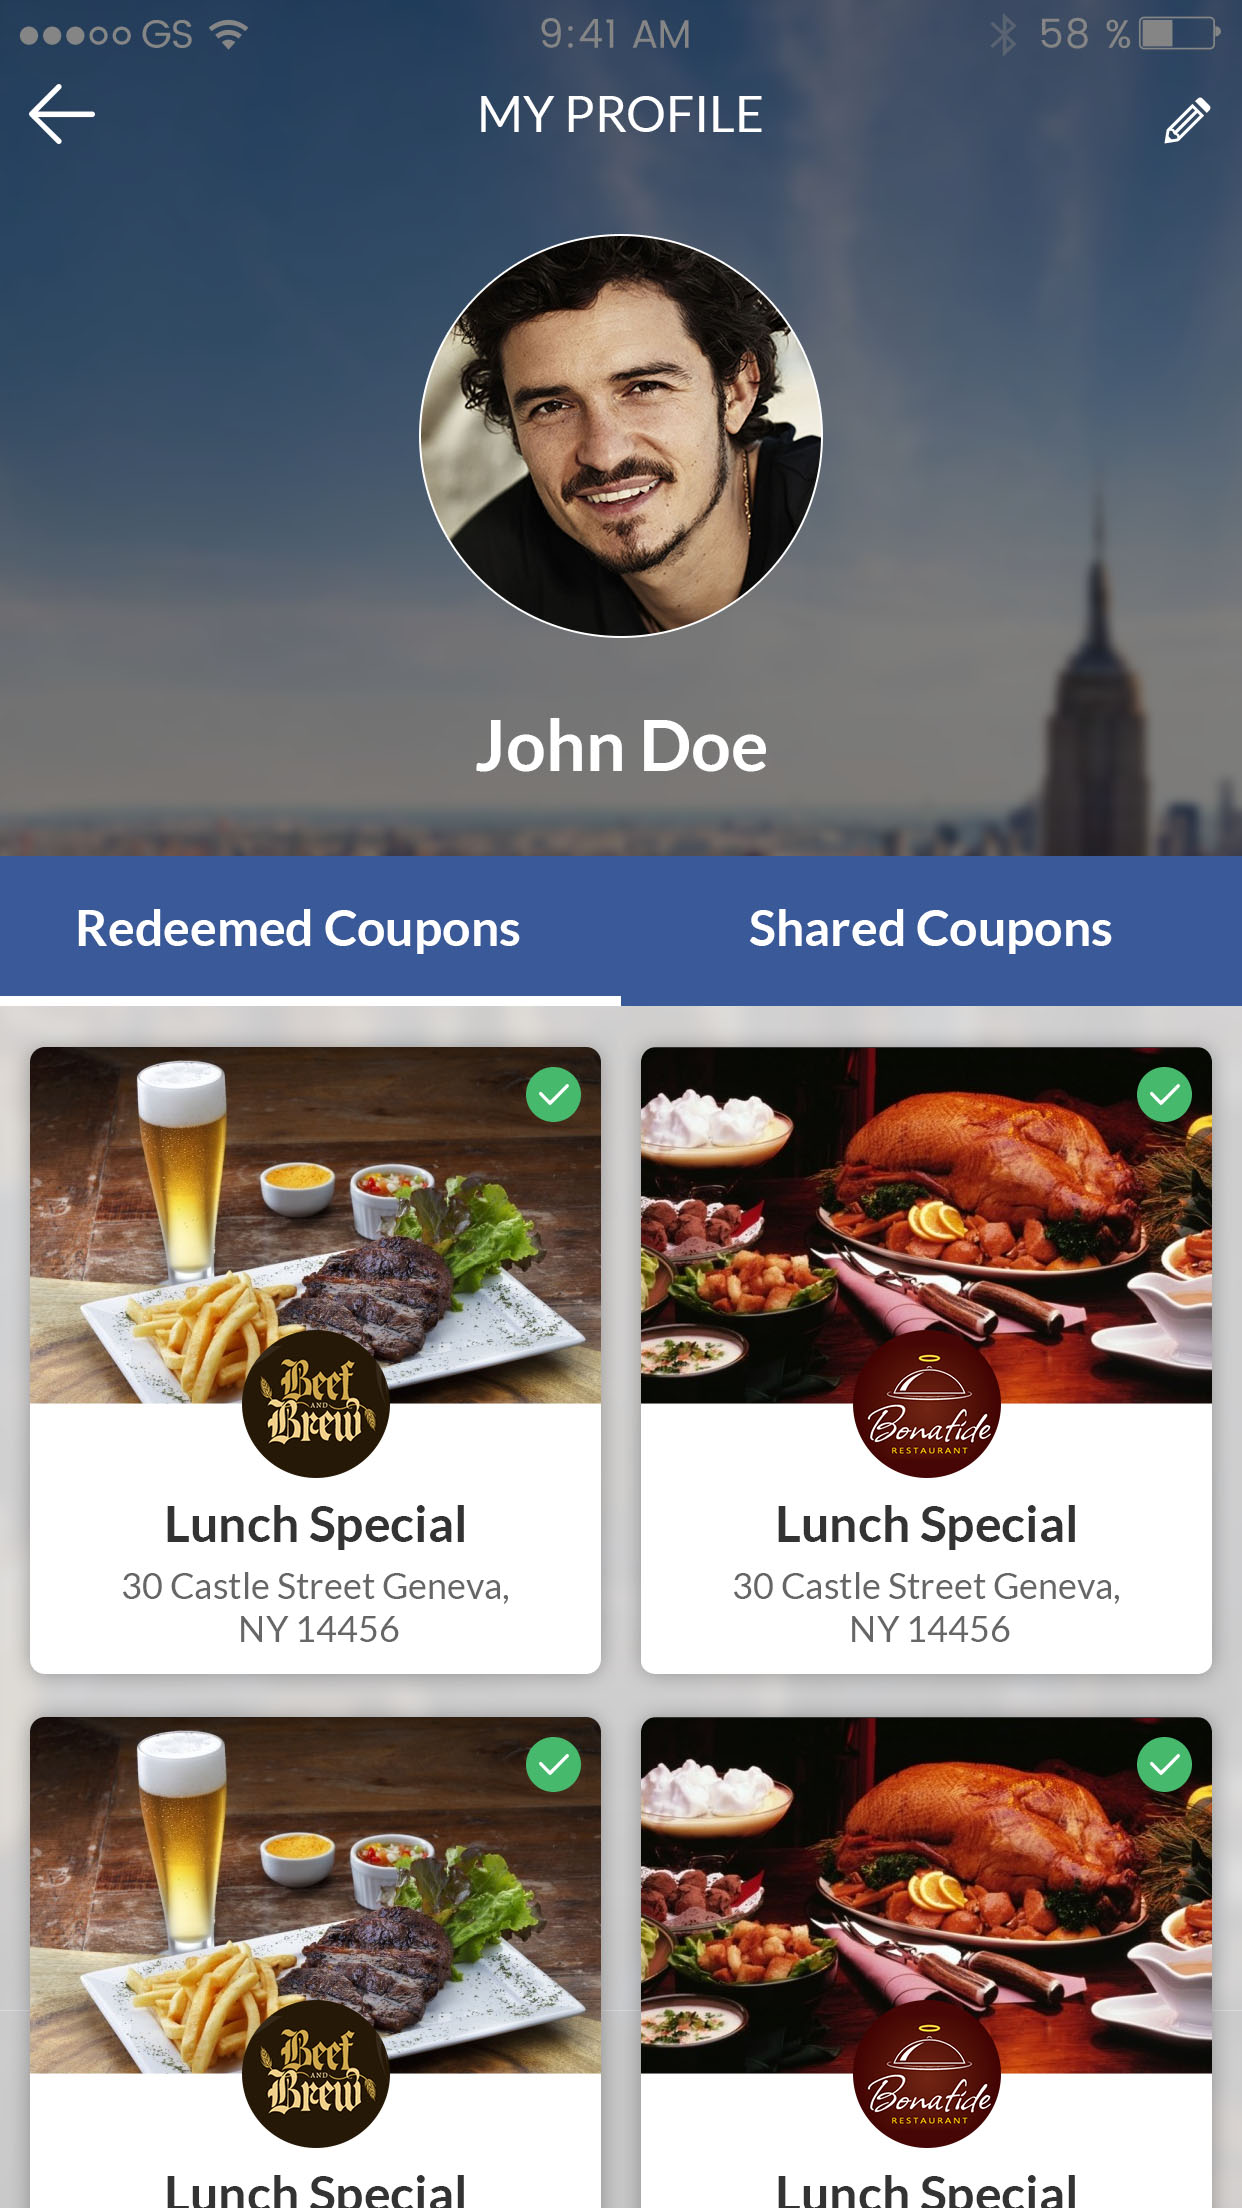 GS 9:41 AM 58 %
MY PROFILE
John Doe
Redeemed Coupons Shared Coupons
Beef
AND
Brew
Lunch Special
30 Castle Street Geneva,
NY 14456
Bonafide
RESTAURANT
Lunch Special
30 Castle Street Geneva,
NY 14456
Beef
AND
Brew
Lunch Special
Bonafide
RESTAURANT
Lunch Special